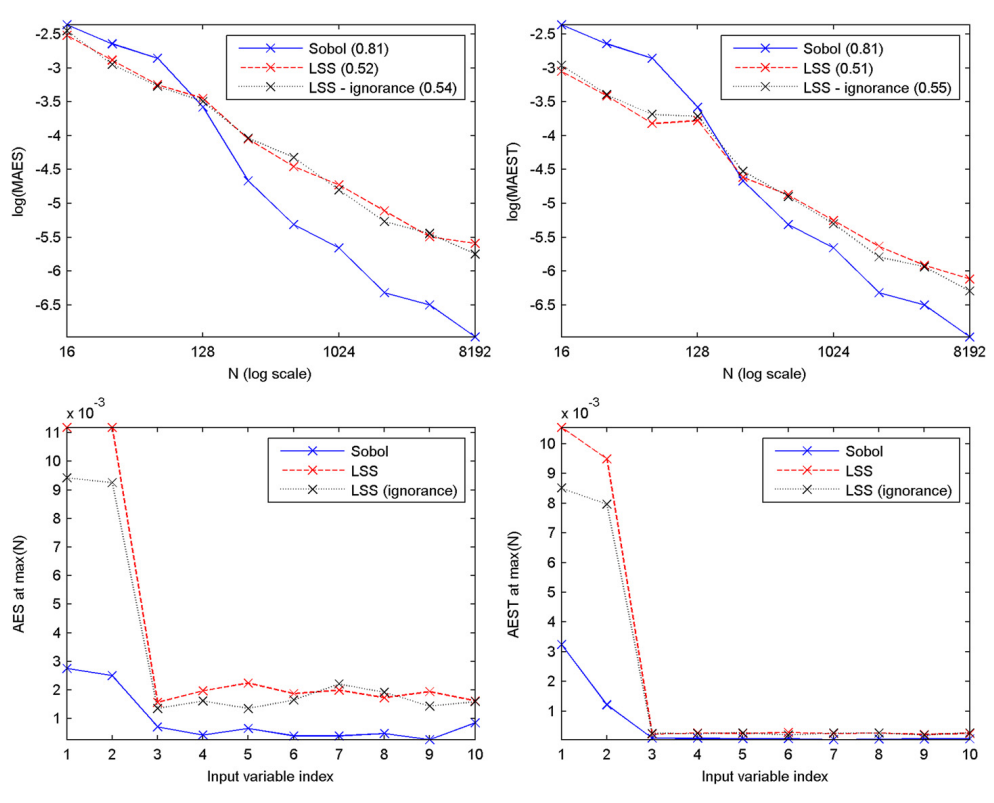 -2.5
-3
-3.5
-4
-4.5
-5
-5.5
-6
-6.5
log(MAES)
Sobol (0.81)
LSS (0.52)
LSS - ignorance (0.54)
16
128
1024
8192
N (log scale)
-2.5
-3
-3.5
-4
-4.5
-5
-5.5
-6
-6.5
log(MAEST)
Sobol (0.81)
LSS (0.51)
LSS - ignorance (0.55)
16
128
1024
8192
N (log scale)
x 10^-3
11
10
9
8
7
6
5
4
3
2
1
AES at max(N)
Sobol
LSS
LSS (ignorance)
1 2 3 4 5 6 7 8 9 10
Input variable index
x 10^-3
10
9
8
7
6
5
4
3
2
1
AEST at max(N)
Sobol
LSS
LSS (ignorance)
1 2 3 4 5 6 7 8 9 10
Input variable index